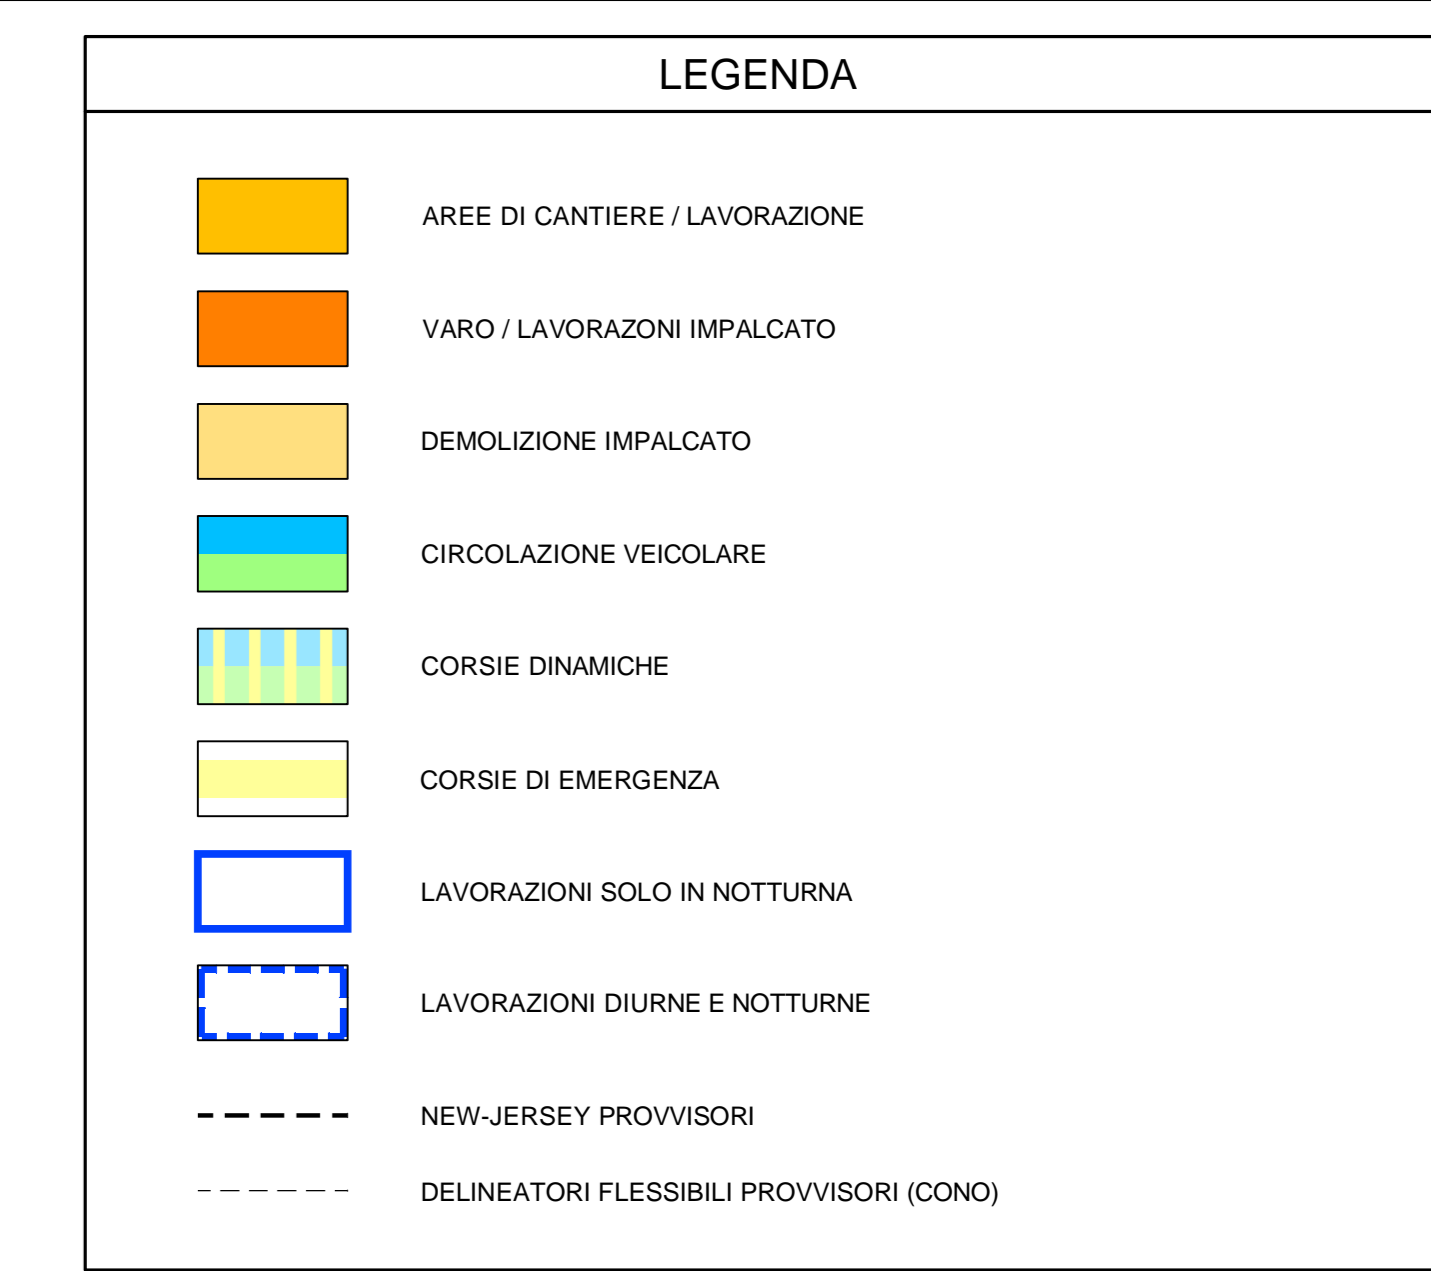 LEGENDA
AREE DI CANTIERE / LAVORAZIONE
VARO / LAVORAZONI IMPALCATO
DEMOLIZIONE IMPALCATO
CIRCOLAZIONE VEICOLARE
CORSIE DINAMICHE
CORSIE DI EMERGENZA
LAVORAZIONI SOLO IN NOTTURNA
LAVORAZIONI DIURNE E NOTTURNE
NEW-JERSEY PROVVISORI
DELINEATORI FLESSIBILI PROVVISORI (CONO)